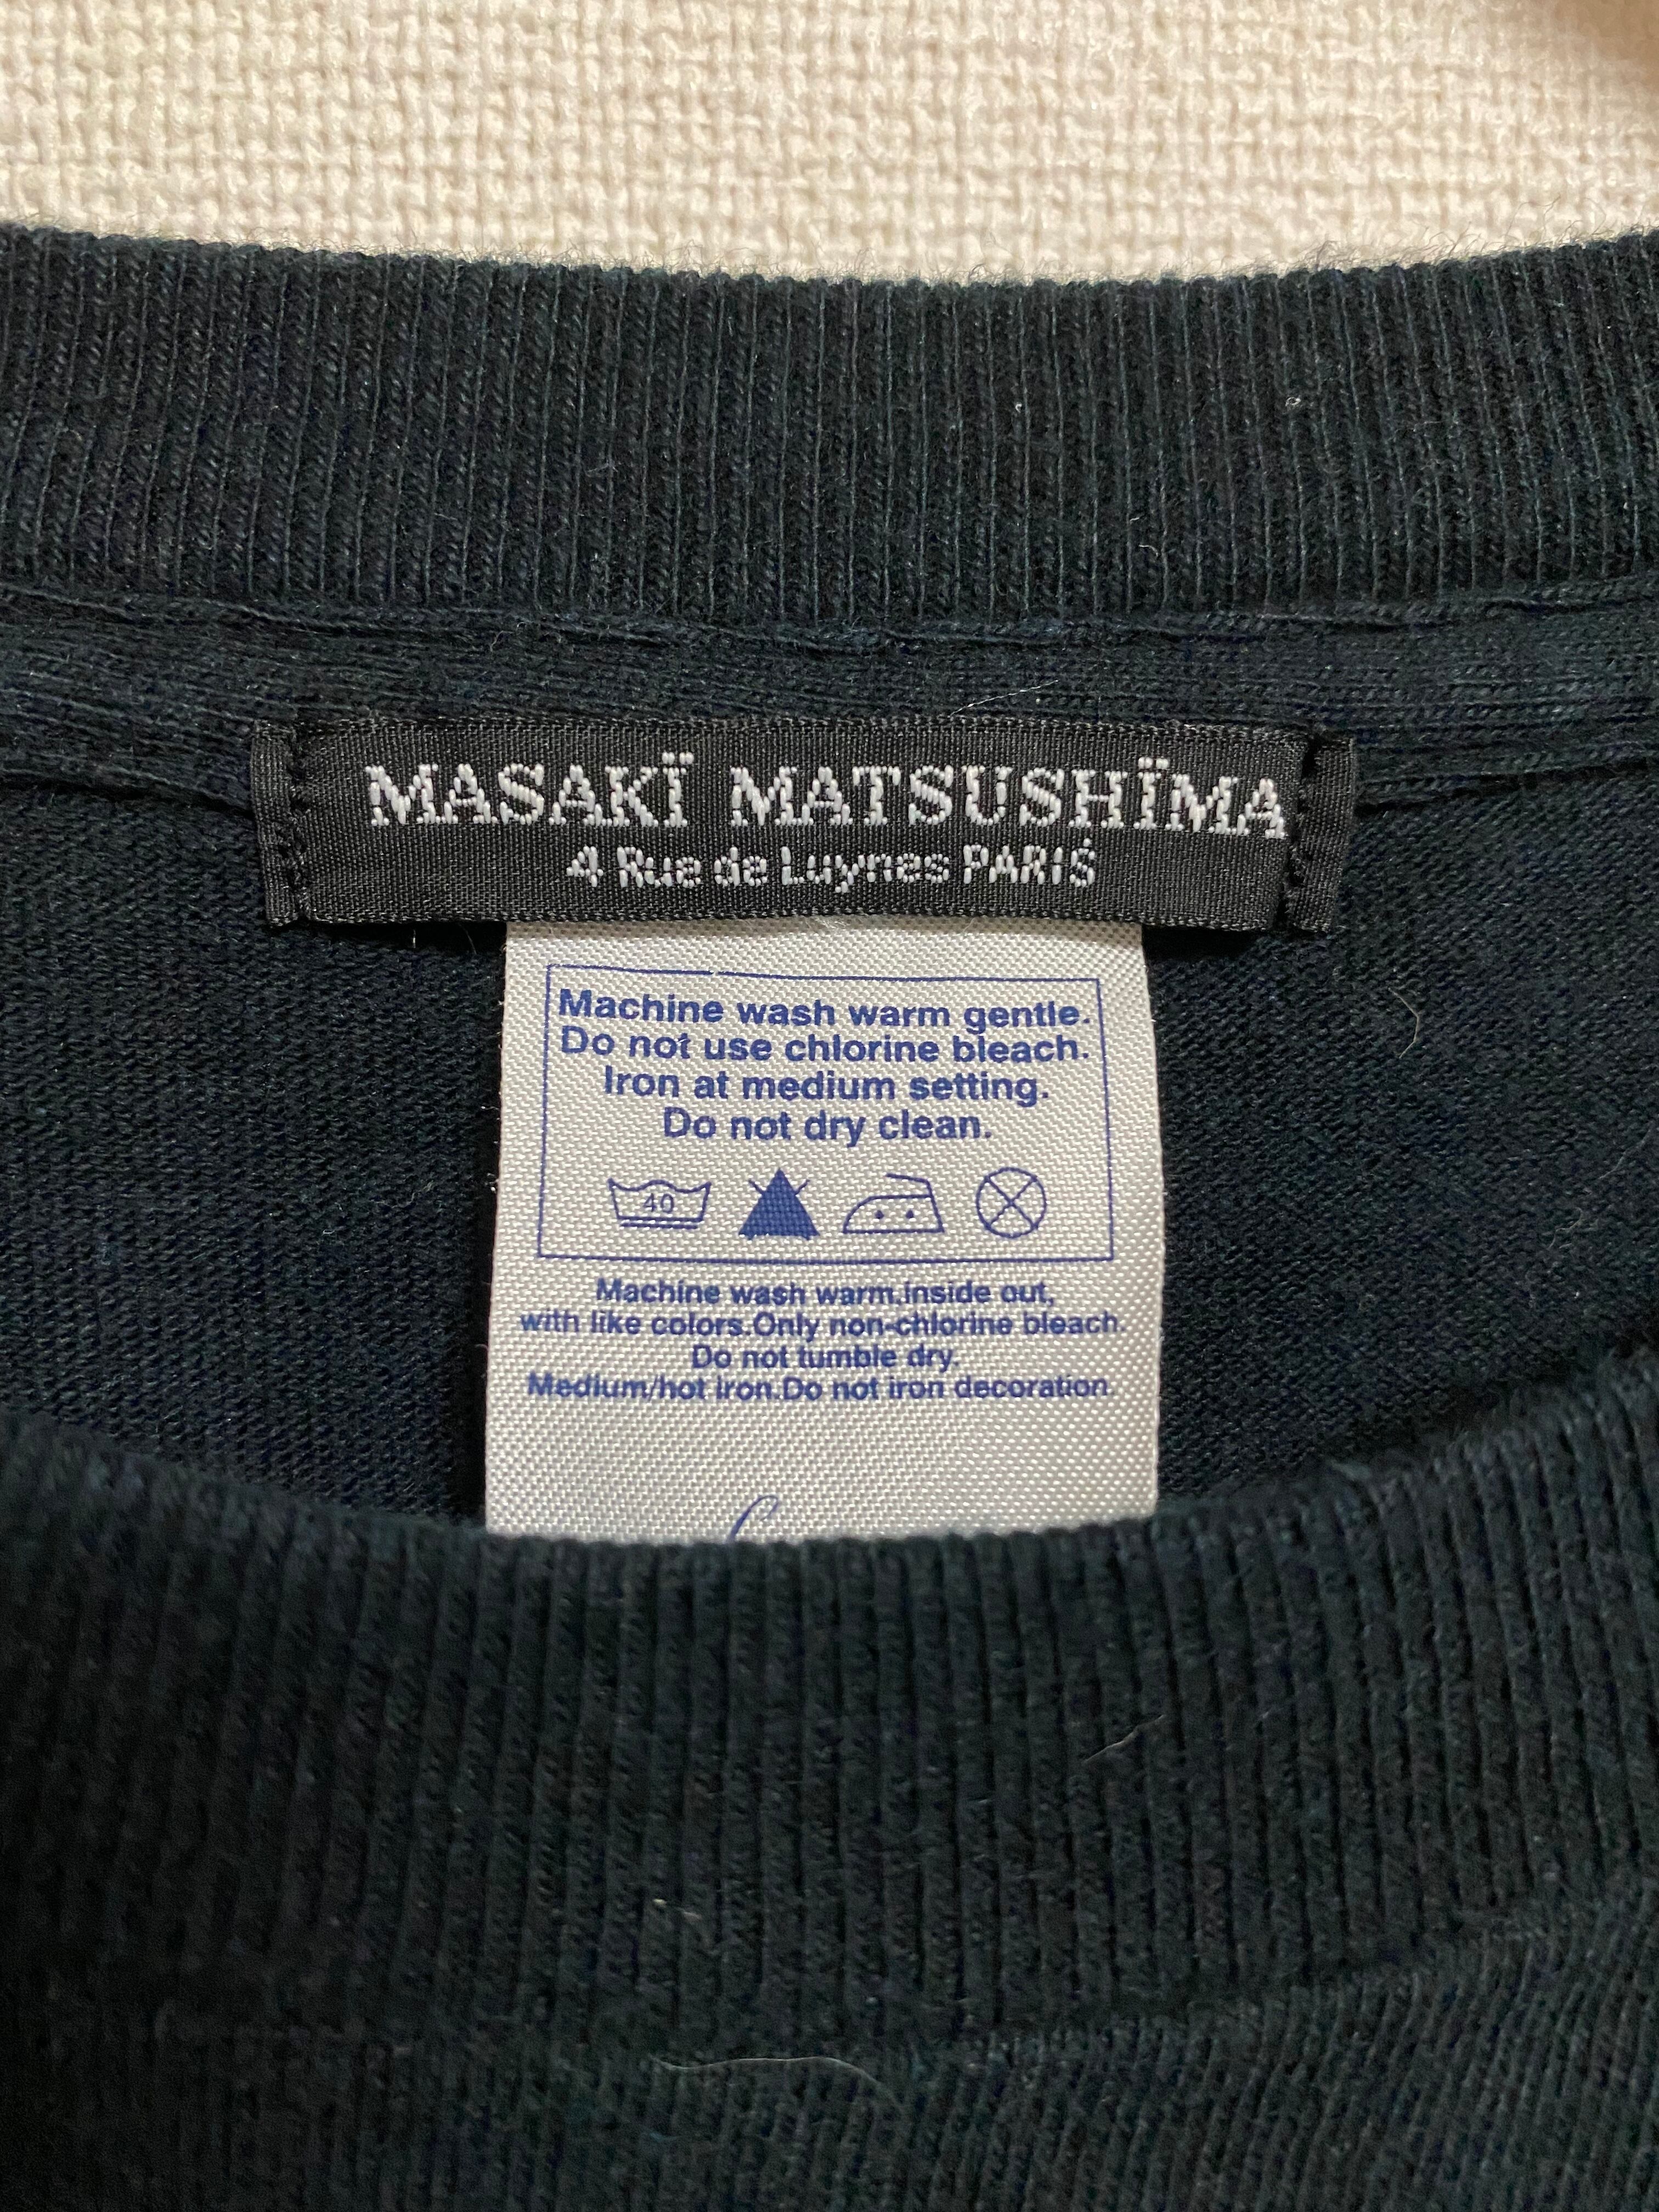 MASAKÏ MATSUSHÏMA
4 Rue de Luynes PARIS
Machine wash warm gentle.
Do not use chlorine bleach.
Iron at medium setting.
Do not dry clean.
40
Machine wash warm,inside out,
with like colors.Only non-chlorine bleach.
Do not tumble dry.
Medium/hot iron.Do not iron decoration